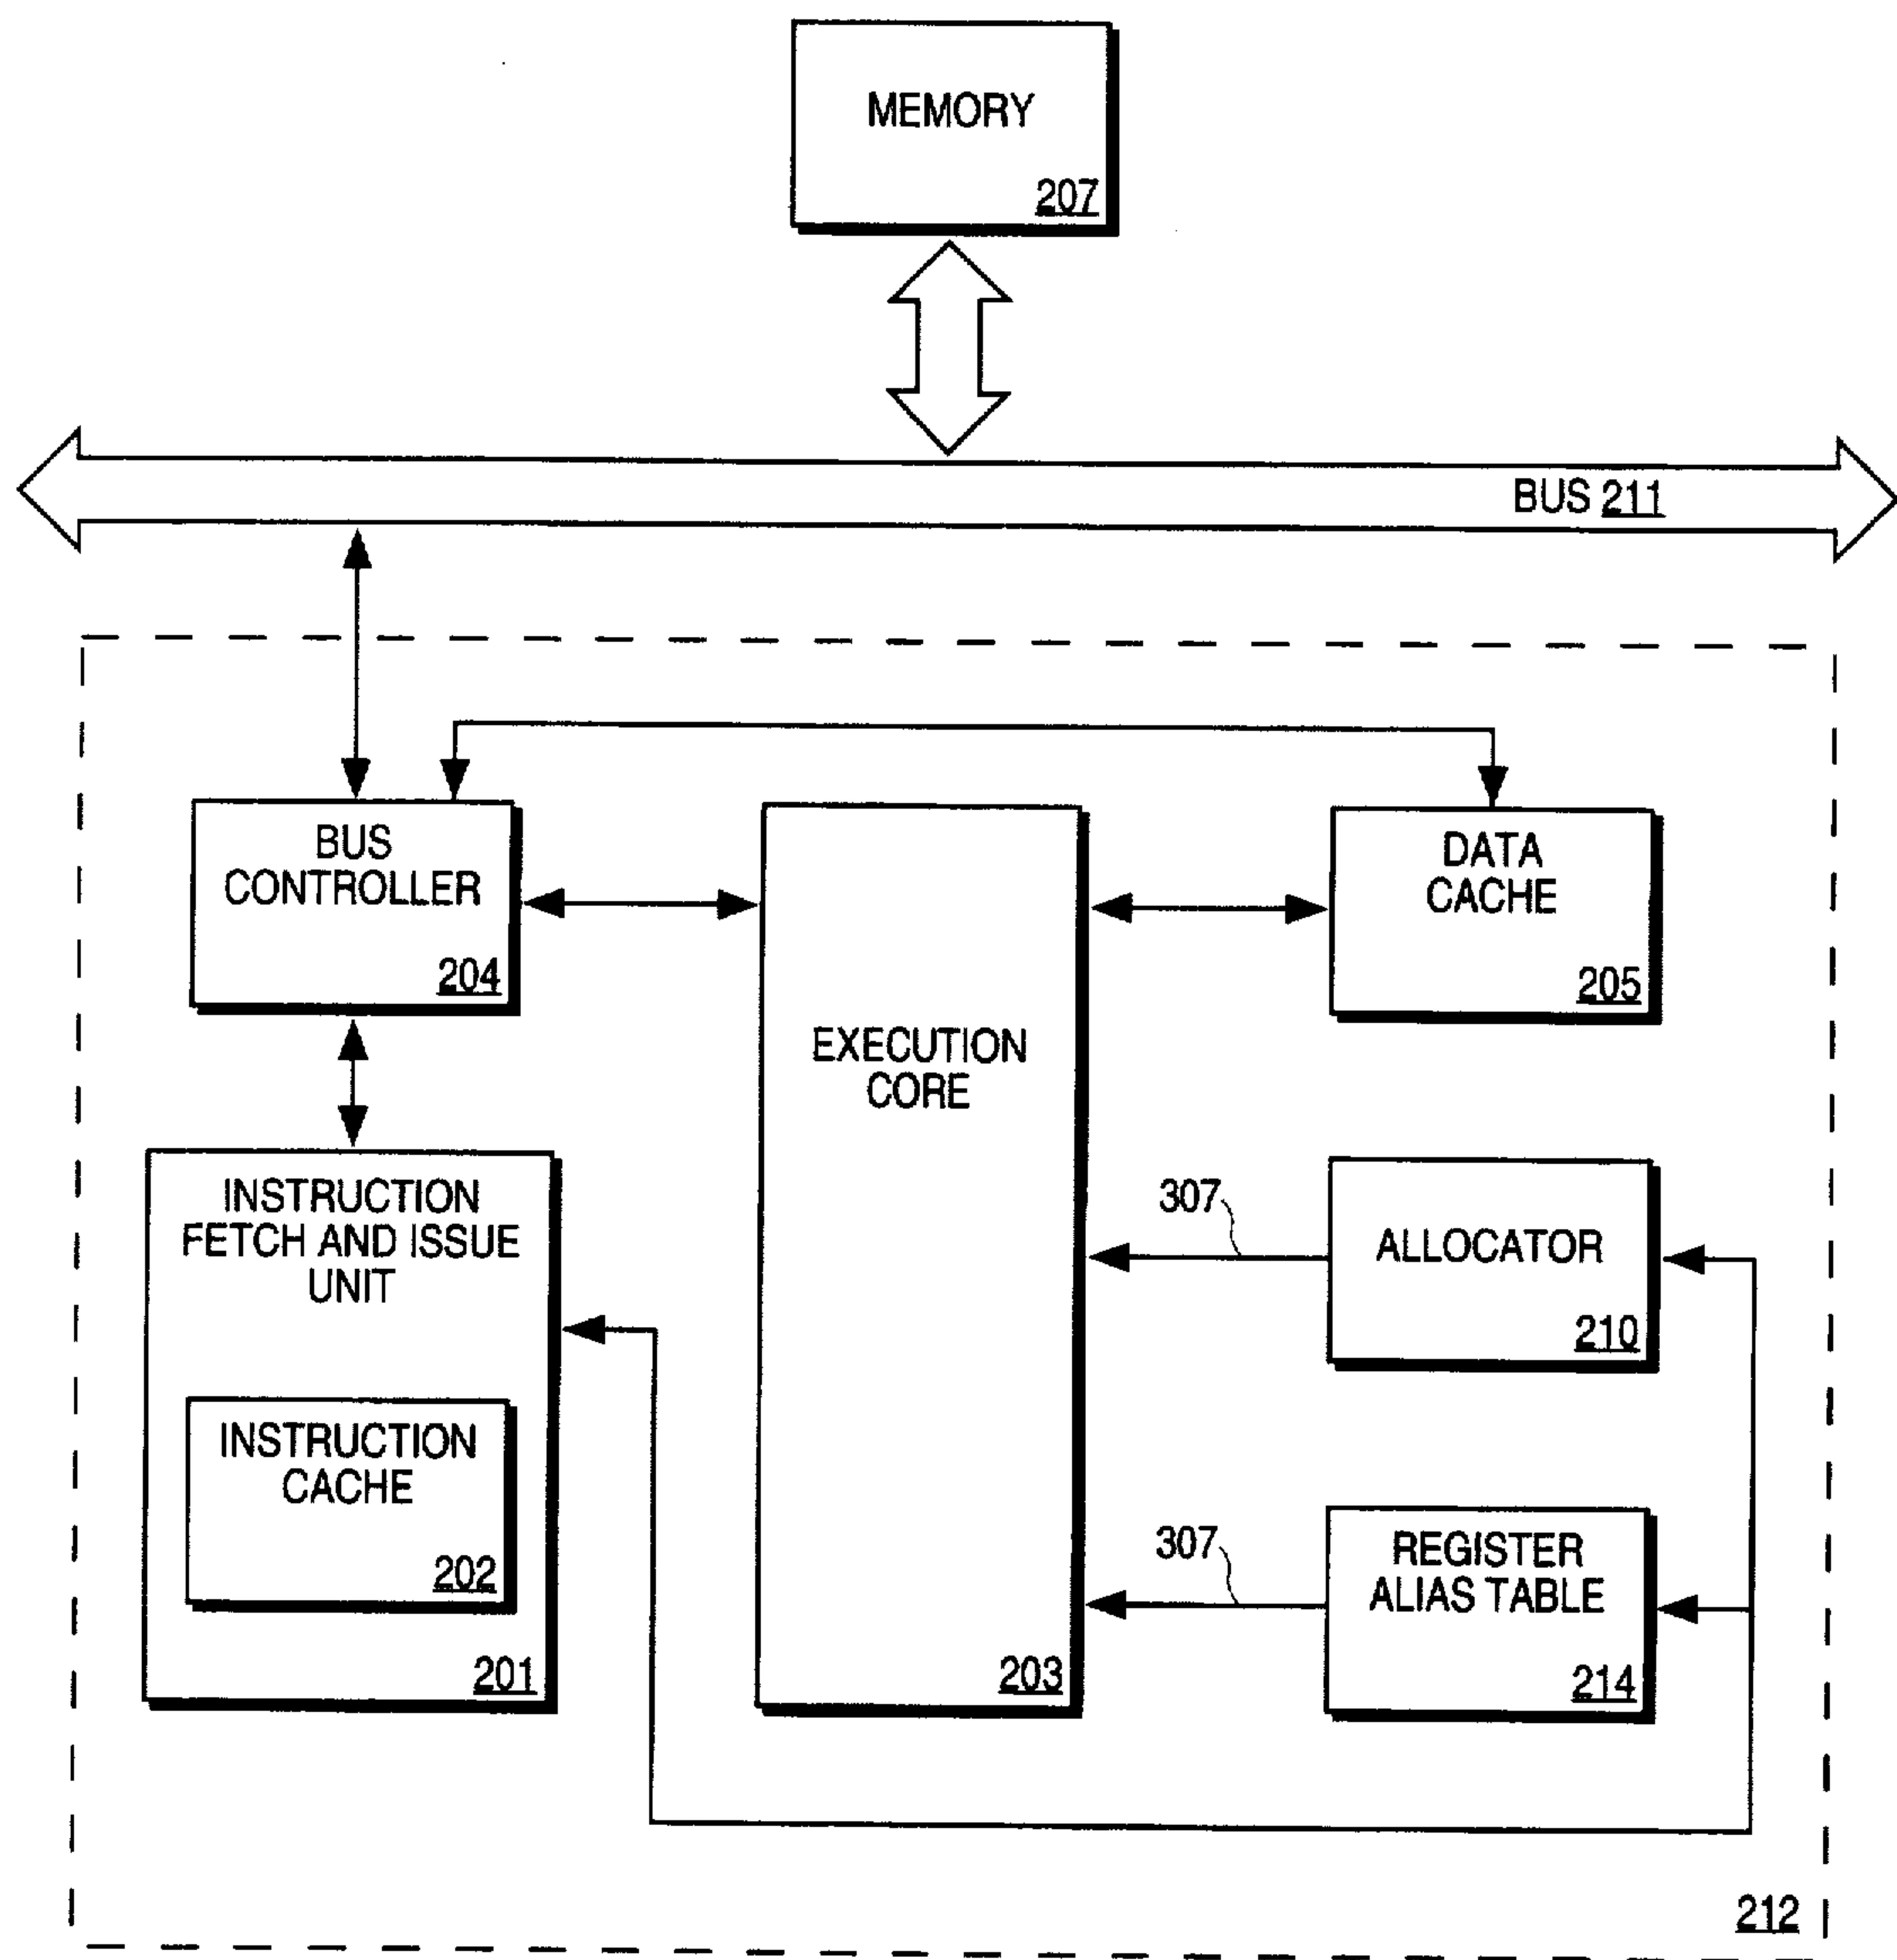 MEMORY
207
BUS 211
BUS
CONTROLLER
204
EXECUTION
CORE
203
DATA
CACHE
205
INSTRUCTION
FETCH AND ISSUE
UNIT
INSTRUCTION
CACHE
202
201
307
ALLOCATOR
210
307
REGISTER
ALIAS TABLE
214
212